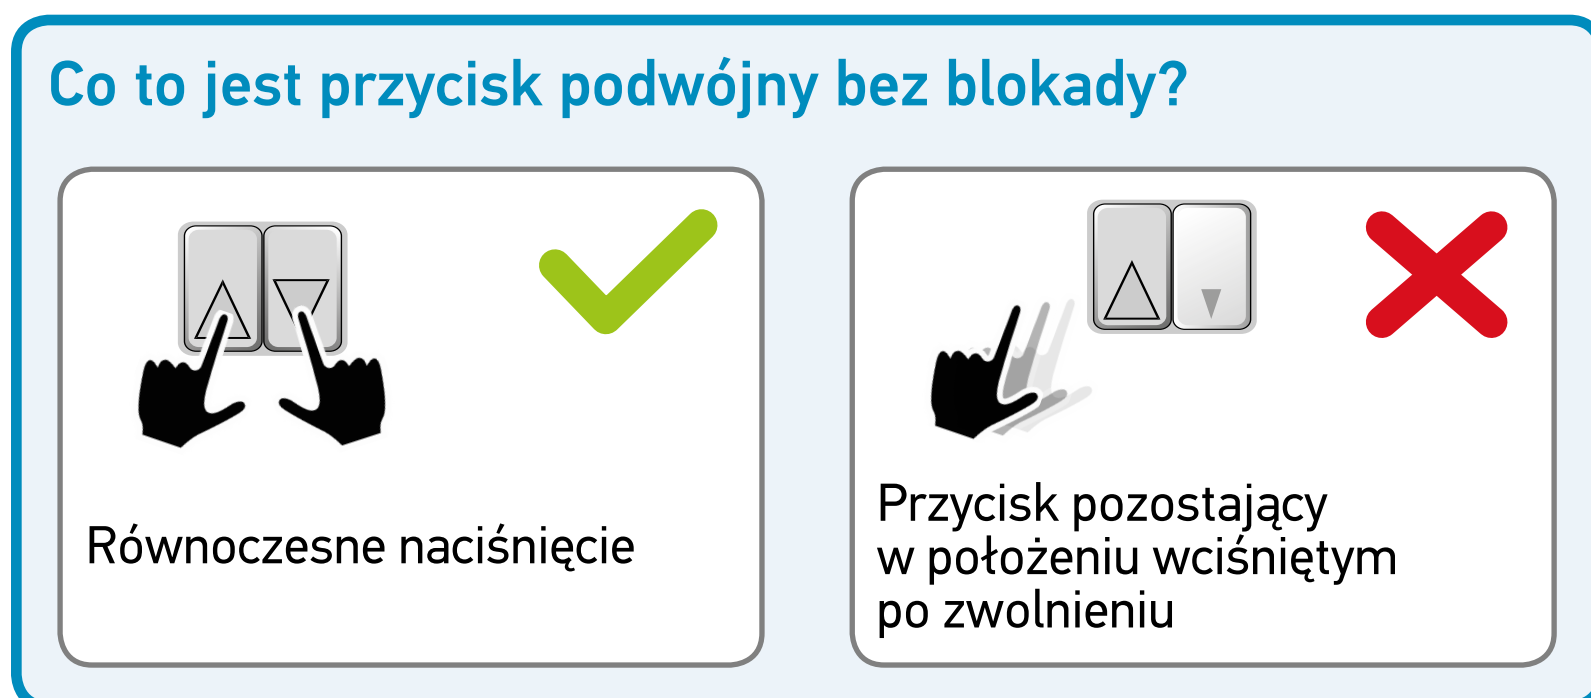 Co to jest przycisk podwójny bez blokady?
Równoczesne naciśnięcie
Przycisk pozostający
w położeniu wciśniętym
po zwolnieniu